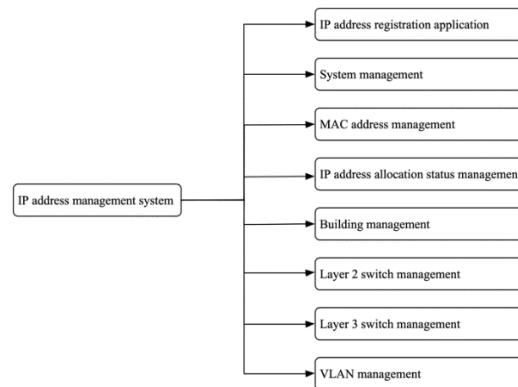 IP address registration application
System management
MAC address management
IP address allocation status management
IP address management system
Building management
Layer 2 switch management
Layer 3 switch management
VLAN management